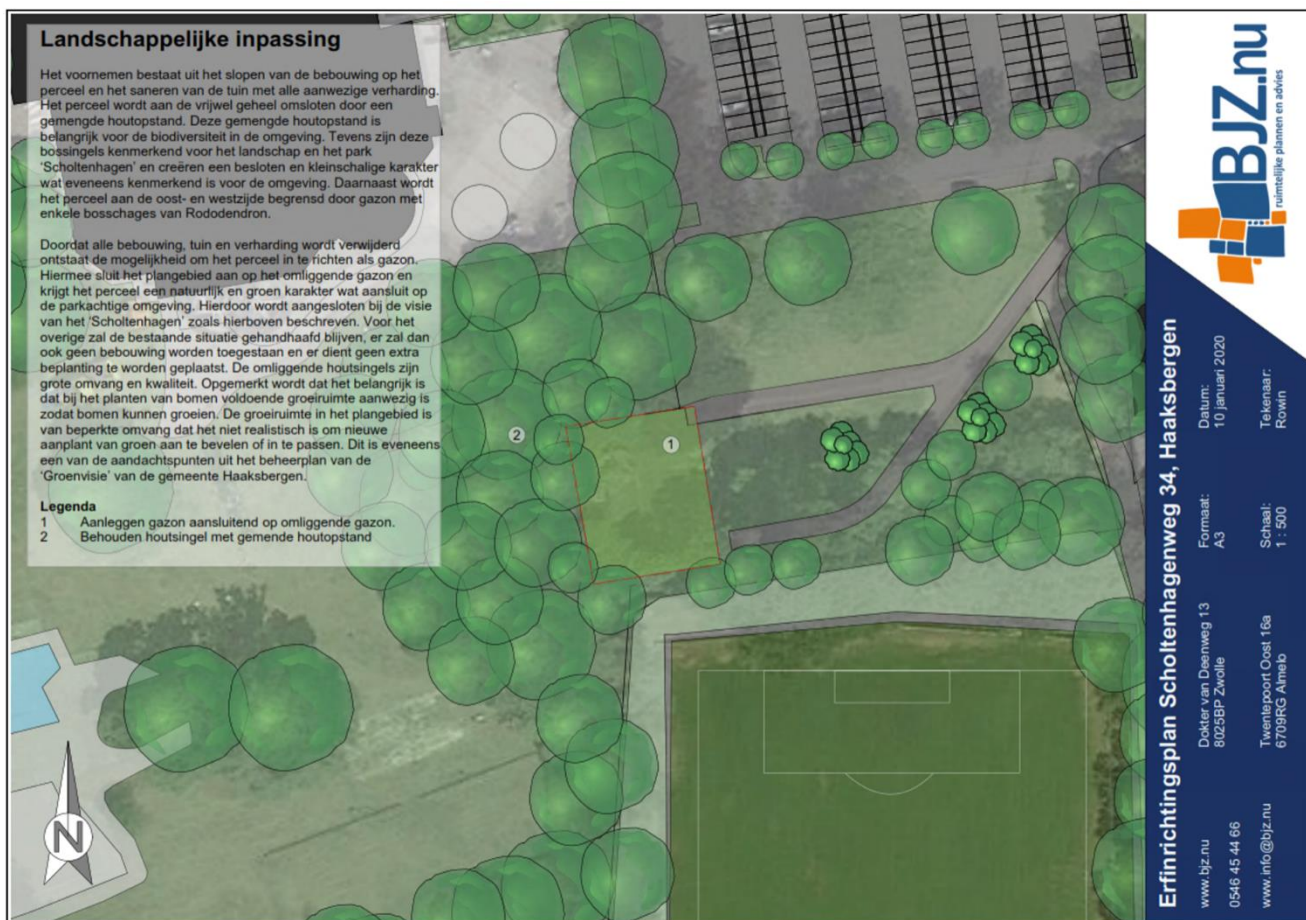 Landschappelijke inpassing
Het voornemen bestaat uit het slopen van de bebouwing op het
perceel en het saneren van de tuin met alle aanwezige verharding.
Het perceel wordt aan de vrijwel geheel omsloten door een
gemengde houtopstand. Deze gemengde houtopstand is
belangrijk voor de biodiversiteit in de omgeving. Tevens zijn deze
bossingels kenmerkend voor het landschap en het park
'Scholtenhagen' en creëren een besloten en kleinschalige karakter
wat eveneens kenmerkend is voor de omgeving. Daarnaast wordt
het perceel aan de oost- en westzijde begrensd door gazon met
enkele bosschages van Rododendron.
Doordat alle bebouwing, tuin en verharding wordt verwijderd
ontstaat de mogelijkheid om het perceel in te richten als gazon.
Hiermee sluit het plangebied aan op het omliggende gazon en
krijgt het perceel een natuurlijk en groen karakter wat aansluit op
de parkachtige omgeving. Hierdoor wordt aangesloten bij de visie
van het 'Scholtenhagen' zoals hierboven beschreven. Voor het
overige zal de bestaande situatie gehandhaafd blijven, er zal dan
ook geen bebouwing worden toegestaan en er dient geen extra
beplanting te worden geplaatst. De omliggende houtsingels zijn
grote omvang en kwaliteit. Opgemerkt wordt dat het belangrijk is
dat bij het planten van bomen voldoende groeiruimte aanwezig is
zodat bomen kunnen groeien. De groeiruimte in het plangebied is
van beperkte omvang dat het niet realistisch is om nieuwe
aanplant van groen aan te bevelen of in te passen. Dit is eveneens
een van de aandachtspunten uit het beheerplan van de
'Groenvisie' van de gemeente Haaksbergen.
Legenda
1 Aanleggen gazon aansluitend op omliggende gazon.
2 Behouden houtsingel met gemende houtopstand
2
1
N
BJZ.nu
ruimtelijke plannen en advies
Erfinrichtingsplan Scholtenhagenweg 34, Haaksbergen
www.bjz.nu
0546 45 44 66
www.info@bjz.nu
Dokter van Deenweg 13
8025BP Zwolle
Twentepoort Oost 16a
6709RG Almelo
Formaat:
A3
Schaal:
1 : 500
Datum:
10 januari 2020
Tekenaar:
Rowin